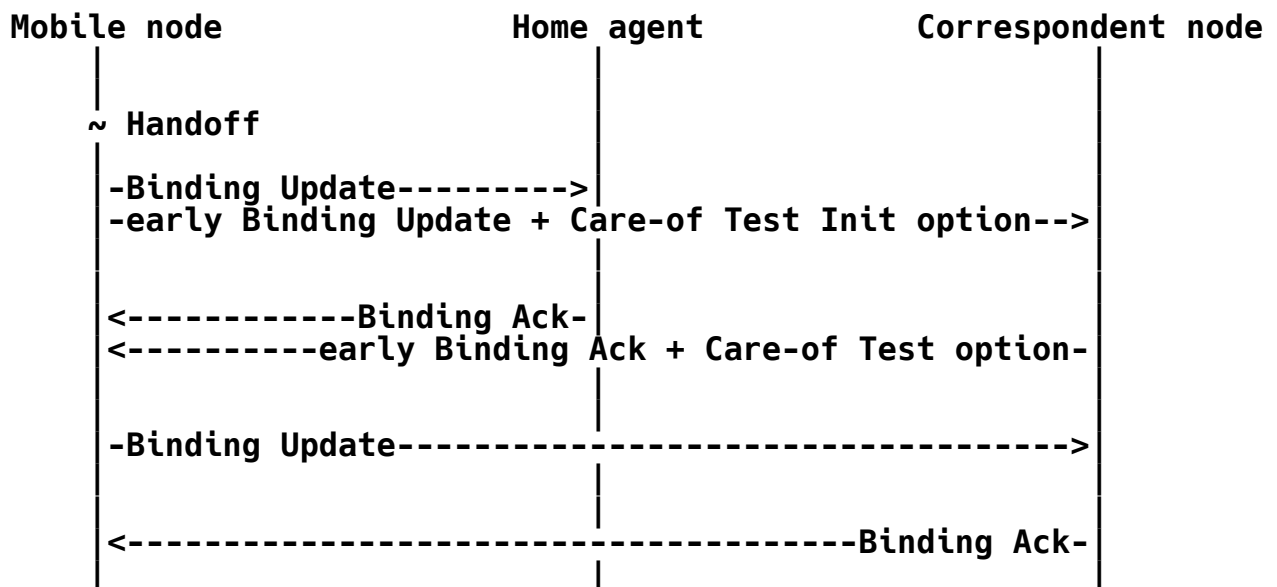 Mobile node Home agent Correspondent node
~ Handoff
-Binding Update--------->
-early Binding Update + Care-of Test Init option-->
<------------Binding Ack-
<----------early Binding Ack + Care-of Test option-
-Binding Update----------------------------------->
<--------------------------------------Binding Ack-